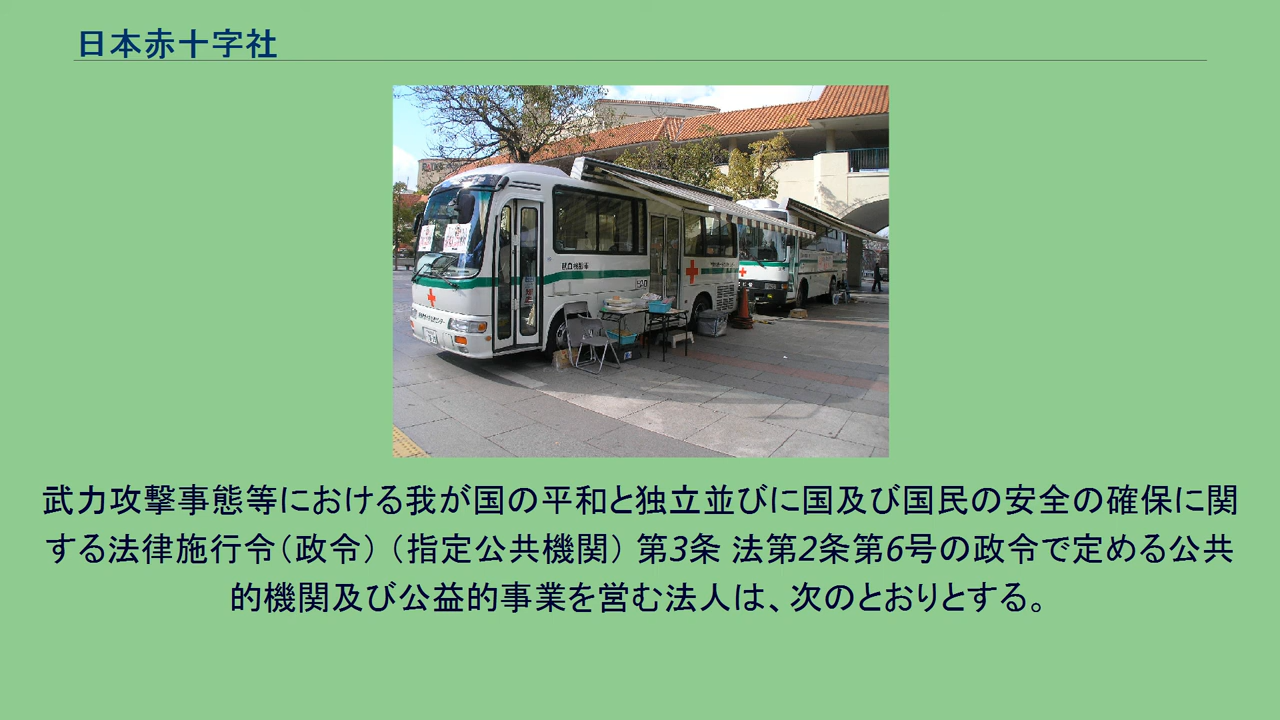 日本赤十字社
武力攻撃事態等における我が国の平和と独立並びに国及び国民の安全の確保に関
する法律施行令（政令）（指定公共機関）第3条 法第2条第6号の政令で定める公共
的機関及び公益的事業を営む法人は、次のとおりとする。